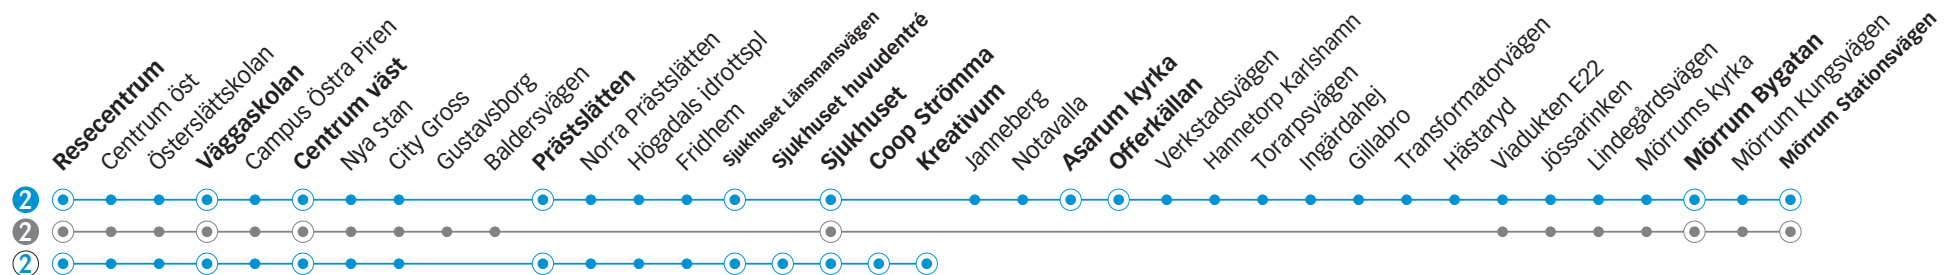 Resecentrum
Centrum öst
Österslättskolan
Väggaskolan
Campus Östra Piren
Centrum väst
Nya Stan
City Gross
Gustavsborg
Baldersvägen
Prästslätten
Norra Prästslätten
Högadals idrottspl
Fridhem
Sjukhuset Länsmansvägen
Sjukhuset huvudentré
Sjukhuset
Coop Strömma
Kreativum
Janneberg
Notavalla
Asarum kyrka
Offerkällan
Verkstadsvägen
Hannetorp Karlshamn
Torarpsvägen
Ingärdahej
Gillabro
Transformatorvägen
Hästaryd
Viadukten E22
Jössarinken
Lindegårdsvägen
Mörrums kyrka
Mörrum Bygatan
Mörrum Kungsvägen
Mörrum Stationsvägen
2
2
2